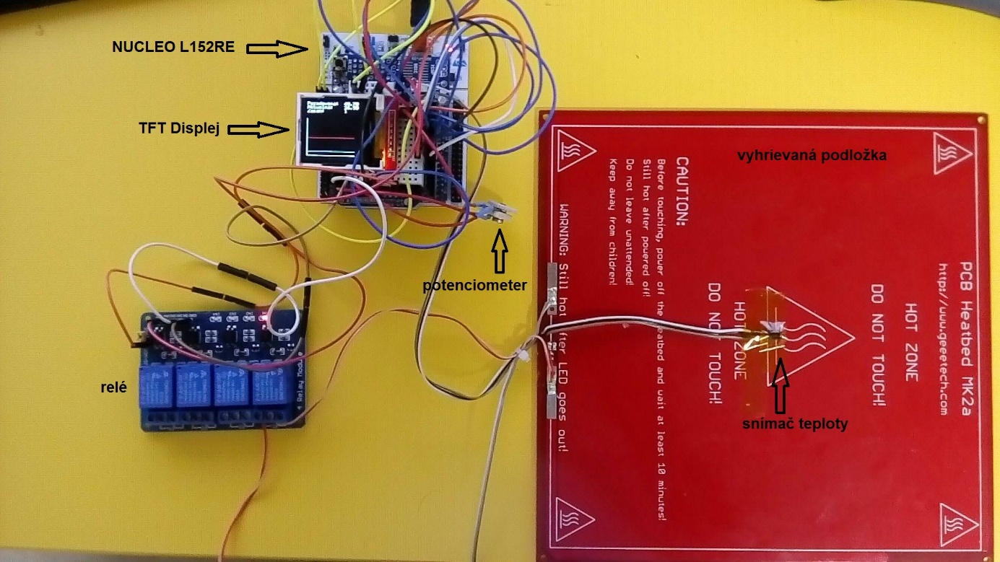 NUCLEO L152RE
TFT Displej
potenciometer
relé
4 Relay Module
vyhrievaná podložka
snímač teploty
CAUTION:
Before touching, power off the heatbed and wait at least 10 minutes!
Still hot after powered off!
Do not leave unattended!
Keep away from children!
WARNING: Still hot after LED goes out!
PCB Heatbed MK2a
http://www.geeetech.com
HOT ZONE
DO NOT TOUCH!
HOT ZONE
DO NOT TOUCH!